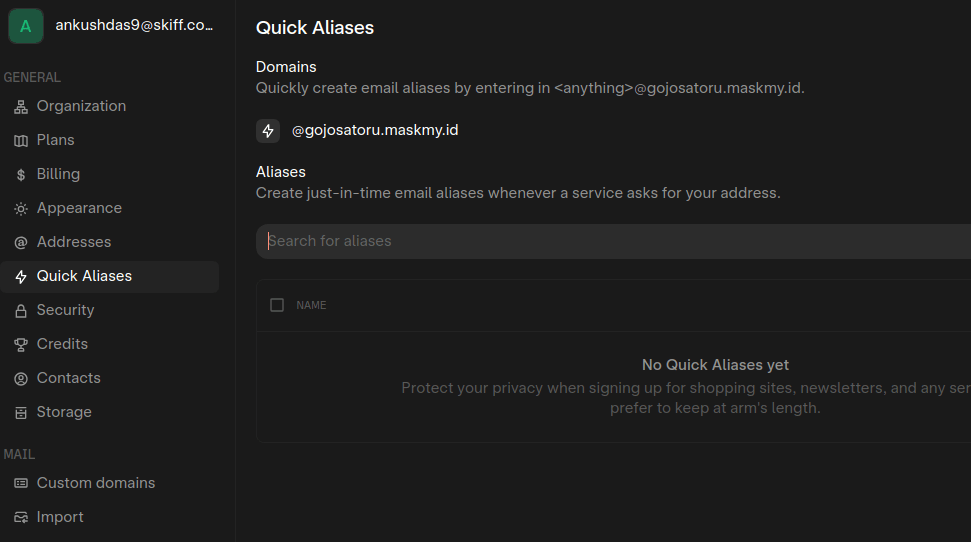 A
ankushdas9@skiff.co...
GENERAL
Organization
Plans
Billing
Appearance
Addresses
Quick Aliases
Security
Credits
Contacts
Storage
MAIL
Custom domains
Import
Quick Aliases
Domains
Quickly create email aliases by entering in <anything>@gojosatoru.maskmy.id.
@gojosatoru.maskmy.id
Aliases
Create just-in-time email aliases whenever a service asks for your address.
Search for aliases
NAME
No Quick Aliases yet
Protect your privacy when signing up for shopping sites, newsletters, and any ser
prefer to keep at arm's length.